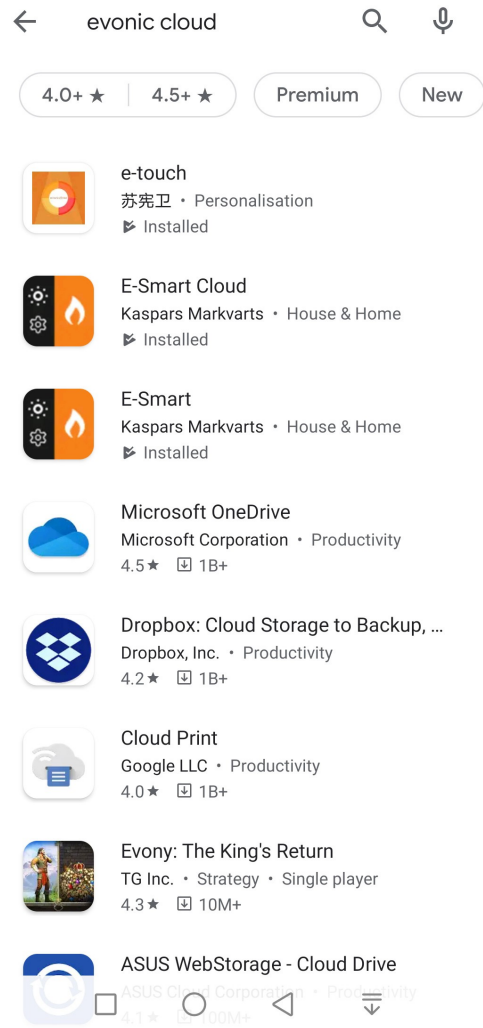 evonic cloud
4.0+ ★ 4.5+ ★ Premium New
e-touch
苏宪卫 • Personalisation
Installed
E-Smart Cloud
Kaspars Markvarts • House & Home
Installed
E-Smart
Kaspars Markvarts • House & Home
Installed
Microsoft OneDrive
Microsoft Corporation • Productivity
4.5★ 1B+
Dropbox: Cloud Storage to Backup, ...
Dropbox, Inc. • Productivity
4.2★ 1B+
Cloud Print
Google LLC • Productivity
4.0★ 1B+
Evony: The King's Return
TG Inc. • Strategy • Single player
4.3★ 10M+
ASUS WebStorage - Cloud Drive
ASUS Cloud Corporation • Productivity
4.1★ 100M+